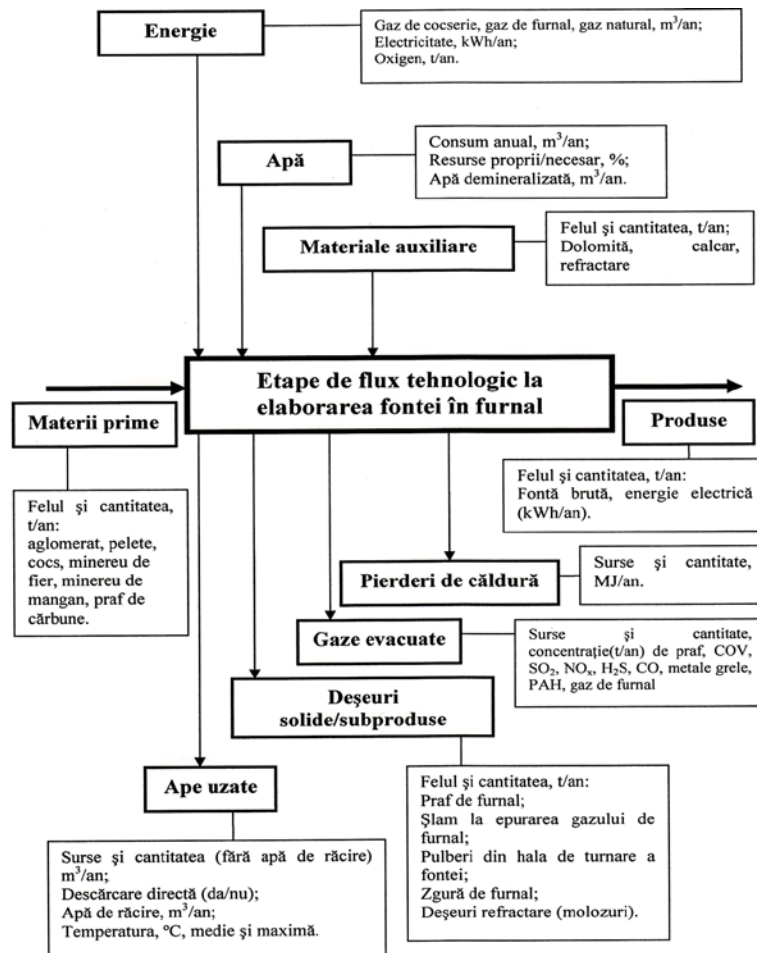 Energie
Gaz de cocserie, gaz de furnal, gaz natural, m³/an;
Electricitate, kWh/an;
Oxigen, t/an.
Apă
Consum anual, m³/an;
Resurse proprii/necesar, %;
Apă demineralizată, m³/an.
Materiale auxiliare
Felul şi cantitatea, t/an;
Dolomită, calcar,
refractare
Etape de flux tehnologic la
elaborarea fontei în furnal
Materii prime
Felul şi cantitatea,
t/an:
aglomerat, pelete,
cocs, minereu de
fier, minereu de
mangan, praf de
cărbune.
Produse
Felul şi cantitatea, t/an:
Fontă brută, energie electrică
(kWh/an).
Pierderi de căldură
Surse şi cantitate,
MJ/an.
Gaze evacuate
Surse şi cantitate,
concentraţie(t/an) de praf, COV,
SO₂, NOₓ, H₂S, CO, metale grele,
PAH, gaz de furnal
Deşeuri
solide/subproduse
Felul şi cantitatea, t/an:
Praf de furnal;
Şlam la epurarea gazului de
furnal;
Pulberi din hala de turnare a
fontei;
Zgură de furnal;
Deşeuri refractare (molozuri).
Ape uzate
Surse şi cantitatea (fără apă de răcire)
m³/an;
Descărcare directă (da/nu);
Apă de răcire, m³/an;
Temperatura, ºC, medie şi maximă.